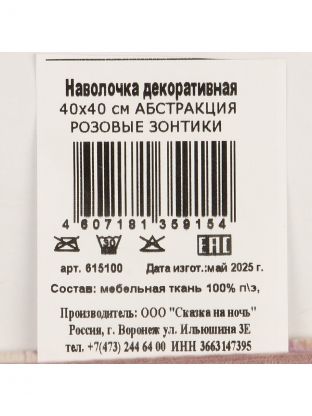 Наволочка декоративная
40х40 см АБСТРАКЦИЯ
РОЗОВЫЕ ЗОНТИКИ
4 607181 359154
30
EAC
арт. 615100 Дата изгот.:май 2025 г.
Состав: мебельная ткань 100% п\э,
Производитель: ООО "Сказка на ночь"
Россия, г. Воронеж ул. Ильюшина 3Е
тел. +7(473) 244 64 00 ИНН 3663147395